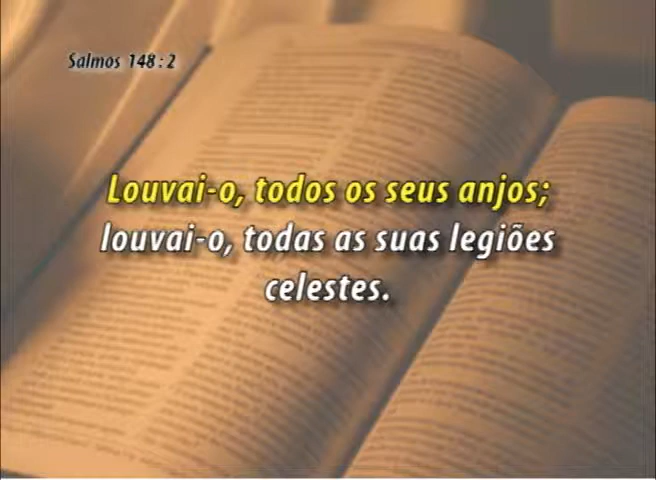 Salmos 148:2
Louvai-o, todos os seus anjos;
louvai-o, todas as suas legiões
celestes.